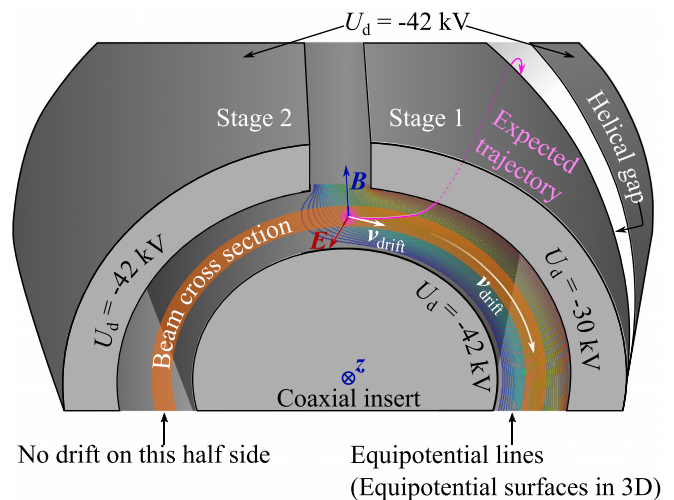 U_d = -42 kV
Stage 2
Stage 1
Expected
trajectory
Helical gap
B
E
v_drift
v_drift
Beam cross section
U_d = -42 kV
U_d = -42 kV
U_d = -30 kV
z
Coaxial insert
No drift on this half side
Equipotential lines
(Equipotential surfaces in 3D)